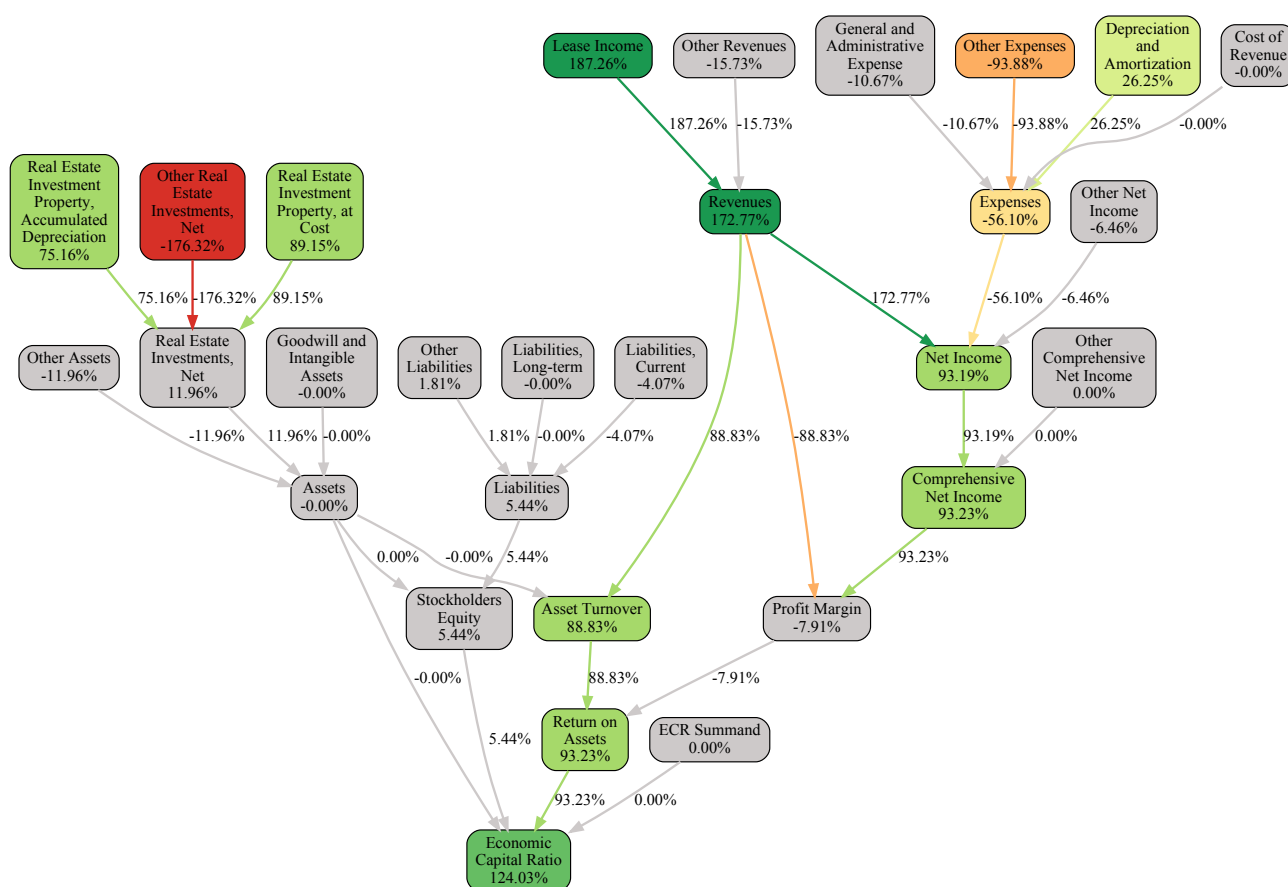 Lease Income
187.26%
Other Revenues
-15.73%
General and
Administrative
Expense
-10.67%
Other Expenses
-93.88%
Depreciation
and
Amortization
26.25%
Cost of
Revenue
-0.00%
187.26%
-15.73%
-10.67%
-93.88%
26.25%
-0.00%
Real Estate
Investment
Property,
Accumulated
Depreciation
75.16%
Other Real
Estate
Investments,
Net
-176.32%
Real Estate
Investment
Property, at
Cost
89.15%
Revenues
172.77%
Expenses
-56.10%
Other Net
Income
-6.46%
75.16%
-176.32%
89.15%
172.77%
-56.10%
-6.46%
Other Assets
-11.96%
Real Estate
Investments,
Net
11.96%
Goodwill and
Intangible
Assets
-0.00%
Other
Liabilities
1.81%
Liabilities,
Long-term
-0.00%
Liabilities,
Current
-4.07%
Net Income
93.19%
Other
Comprehensive
Net Income
0.00%
-11.96%
11.96%
-0.00%
1.81%
-0.00%
-4.07%
88.83%
-88.83%
93.19%
0.00%
Assets
-0.00%
Liabilities
5.44%
Comprehensive
Net Income
93.23%
0.00%
-0.00%
5.44%
93.23%
Stockholders
Equity
5.44%
Asset Turnover
88.83%
Profit Margin
-7.91%
-0.00%
88.83%
-7.91%
Return on
Assets
93.23%
ECR Summand
0.00%
5.44%
93.23%
0.00%
Economic
Capital Ratio
124.03%